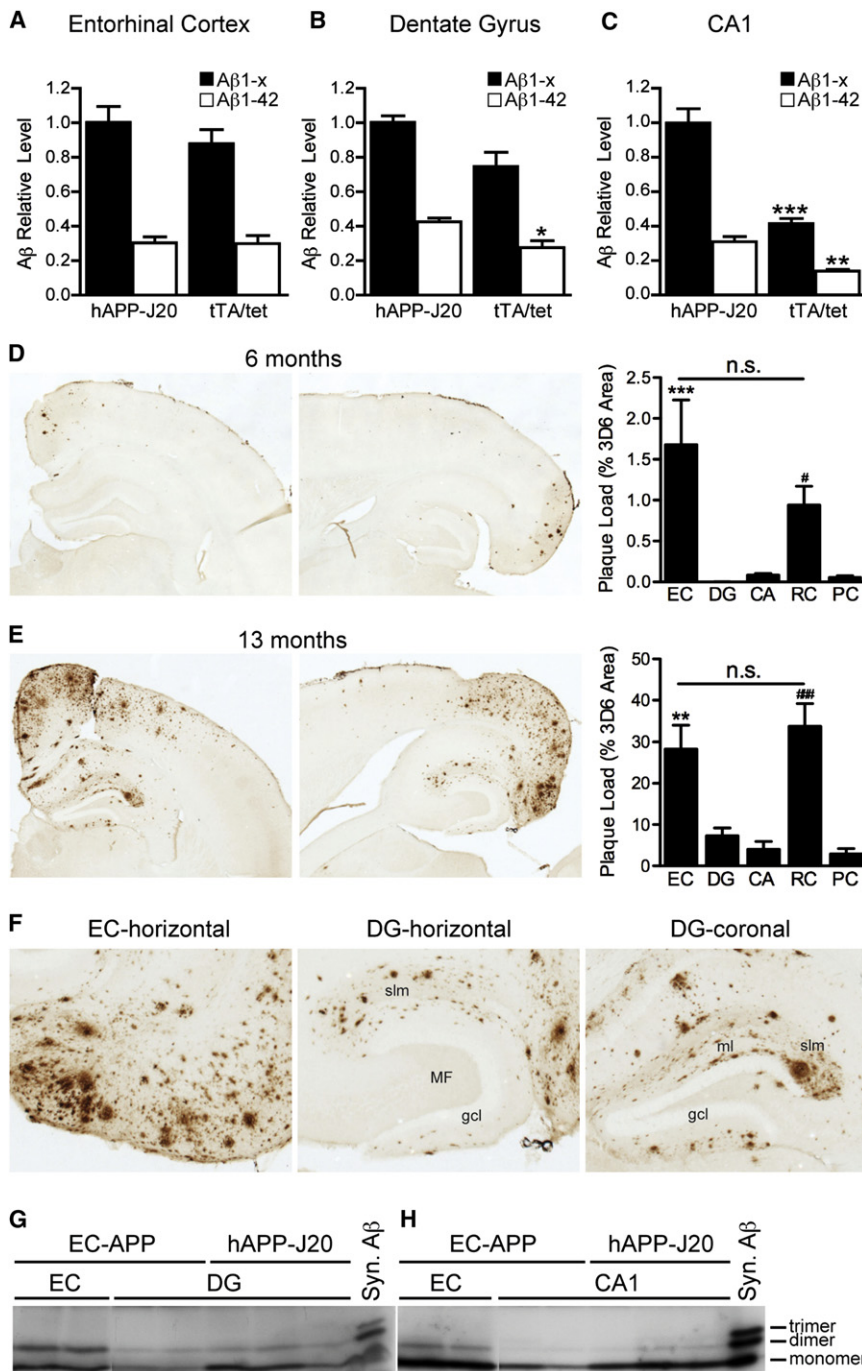 A Entorhinal Cortex
B Dentate Gyrus
C CA1
Aβ Relative Level
1.2
1.0
0.8
0.6
0.4
0.2
0.0
Aβ1-x
Aβ1-42
hAPP-J20 tTA/tet
Aβ Relative Level
1.2
1.0
0.8
0.6
0.4
0.2
0.0
Aβ1-x
Aβ1-42
*
hAPP-J20 tTA/tet
Aβ Relative Level
1.2
1.0
0.8
0.6
0.4
0.2
0.0
Aβ1-x
Aβ1-42
***
**
hAPP-J20 tTA/tet
D
6 months
Plaque Load (% 3D6 Area)
2.5
2.0
1.5
1.0
0.5
0.0
n.s.
***
#
EC DG CA RC PC
E
13 months
Plaque Load (% 3D6 Area)
50
40
30
20
10
0
n.s.
**
###
EC DG CA RC PC
F
EC-horizontal
DG-horizontal
DG-coronal
slm
MF
gcl
ml
slm
gcl
G
EC-APP hAPP-J20
EC DG
Syn. Aβ
H
EC-APP hAPP-J20
EC CA1
Syn. Aβ
trimer
dimer
monomer